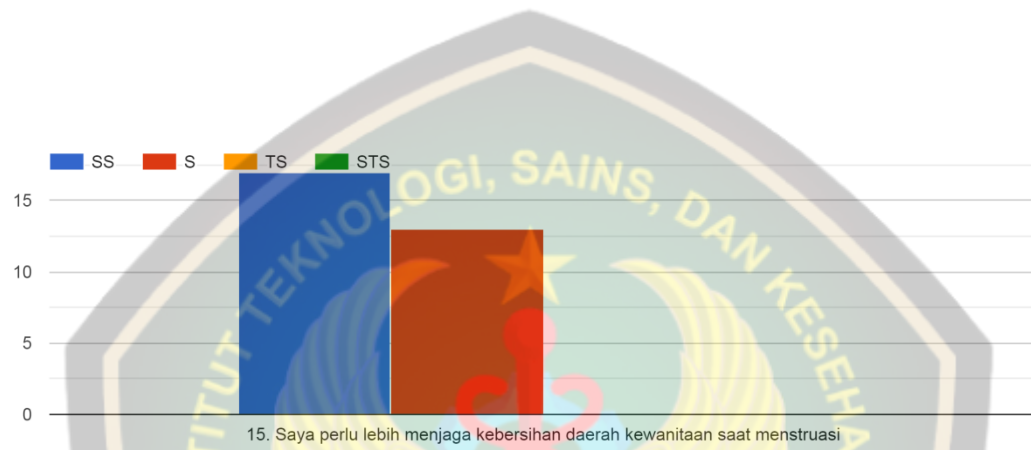 SS S TS STS
15
10
5
0
15. Saya perlu lebih menjaga kebersihan daerah kewanitaan saat menstruasi
TITUT TEKNOLOGI, SAINS, DAN KESEHA